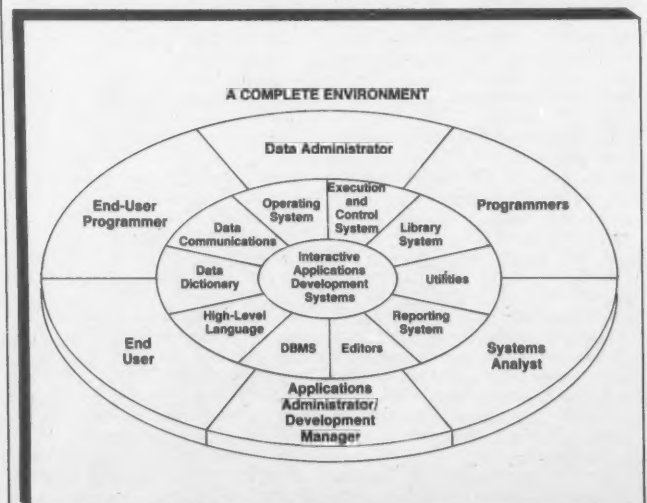 A COMPLETE ENVIRONMENT
Data Administrator
End-User
Programmer
Programmers
Operating
System
Execution
and
Control
System
Library
System
Data
Communications
Data
Dictionary
Interactive
Applications
Development
Systems
Utilities
High-Level
Language
Reporting
System
DBMS
Editors
End
User
Systems
Analyst
Applications
Administrator/
Development
Manager